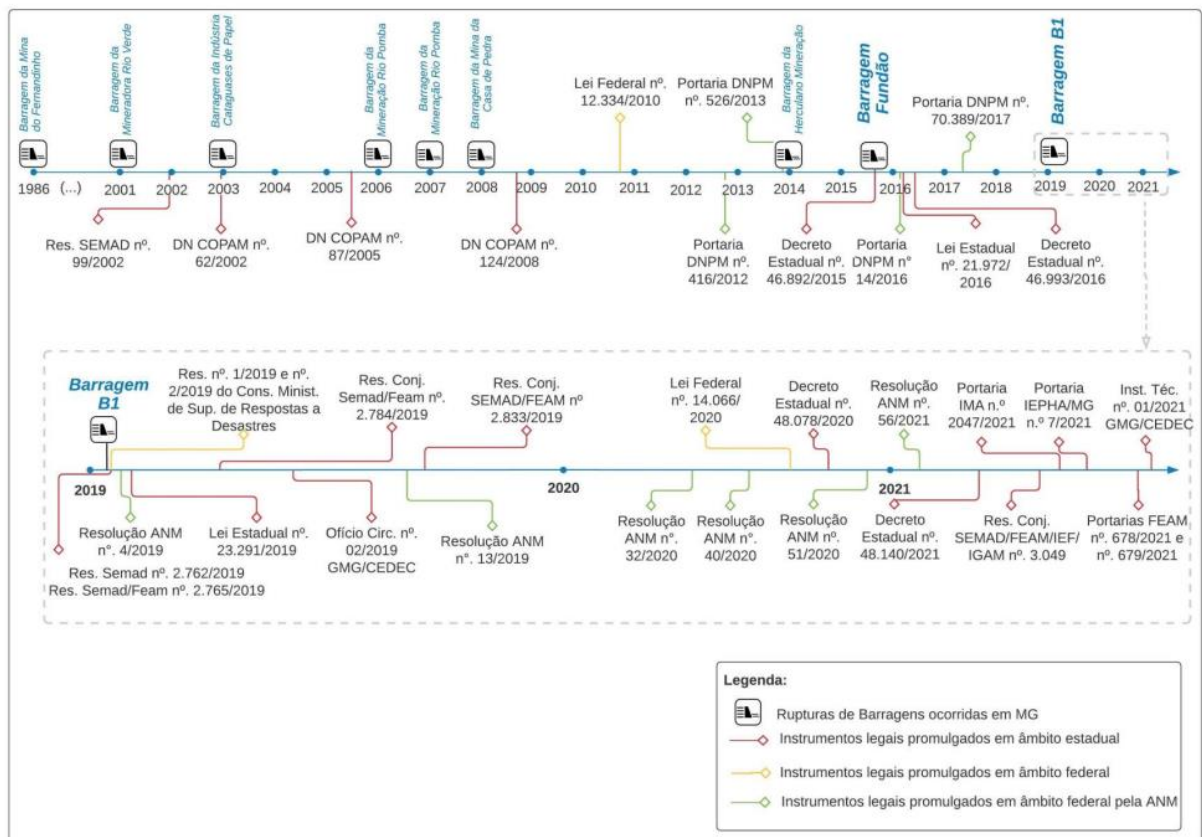 Barragem da Mina
do Fernandinho
Barragem da
Mineradora Rio Verde
Barragem da Indústria
Cataguases de Papel
Barragem da
Mineração Rio Pomba
Barragem da
Mineração Rio Pomba
Barragem da Mina da
Casa de Pedra
Lei Federal nº.
12.334/2010
Portaria DNPM
nº. 526/2013
Barragem da
Herculano Mineração
Barragem
Fundão
Portaria DNPM nº.
70.389/2017
Barragem B1
1986 (...) 2001 2002 2003 2004 2005 2006 2007 2008 2009 2010 2011 2012 2013 2014 2015 2016 2017 2018 2019 2020 2021
Res. SEMAD nº.
99/2002
DN COPAM nº.
62/2002
DN COPAM nº.
87/2005
DN COPAM nº.
124/2008
Portaria
DNPM nº.
416/2012
Decreto
Estadual nº.
46.892/2015
Portaria
DNPM n°
14/2016
Lei Estadual
nº. 21.972/
2016
Decreto
Estadual nº.
46.993/2016
Barragem
B1
Res. nº. 1/2019 e nº.
2/2019 do Cons. Minist.
de Sup. de Respostas a
Desastres
Res. Conj.
Semad/Feam nº.
2.784/2019
Res. Conj.
SEMAD/FEAM nº
2.833/2019
Lei Federal
nº. 14.066/
2020
Decreto
Estadual nº.
48.078/2020
Resolução
ANM nº.
56/2021
Portaria
IMA n.º
2047/2021
Portaria
IEPHA/MG
n.º 7/2021
Inst. Téc.
nº. 01/2021
GMG/CEDEC
2019 2020 2021
Resolução ANM
n°. 4/2019
Res. Semad nº. 2.762/2019
Res. Semad/Feam nº. 2.765/2019
Lei Estadual nº.
23.291/2019
Ofício Circ. nº.
02/2019
GMG/CEDEC
Resolução ANM
n°. 13/2019
Resolução
ANM n°.
32/2020
Resolução
ANM n°.
40/2020
Resolução
ANM nº.
51/2020
Decreto
Estadual nº.
48.140/2021
Res. Conj.
SEMAD/FEAM/IEF/
IGAM nº. 3.049
Portarias FEAM
nº. 678/2021 e
nº. 679/2021
Legenda:
Rupturas de Barragens ocorridas em MG
Instrumentos legais promulgados em âmbito estadual
Instrumentos legais promulgados em âmbito federal
Instrumentos legais promulgados em âmbito federal pela ANM